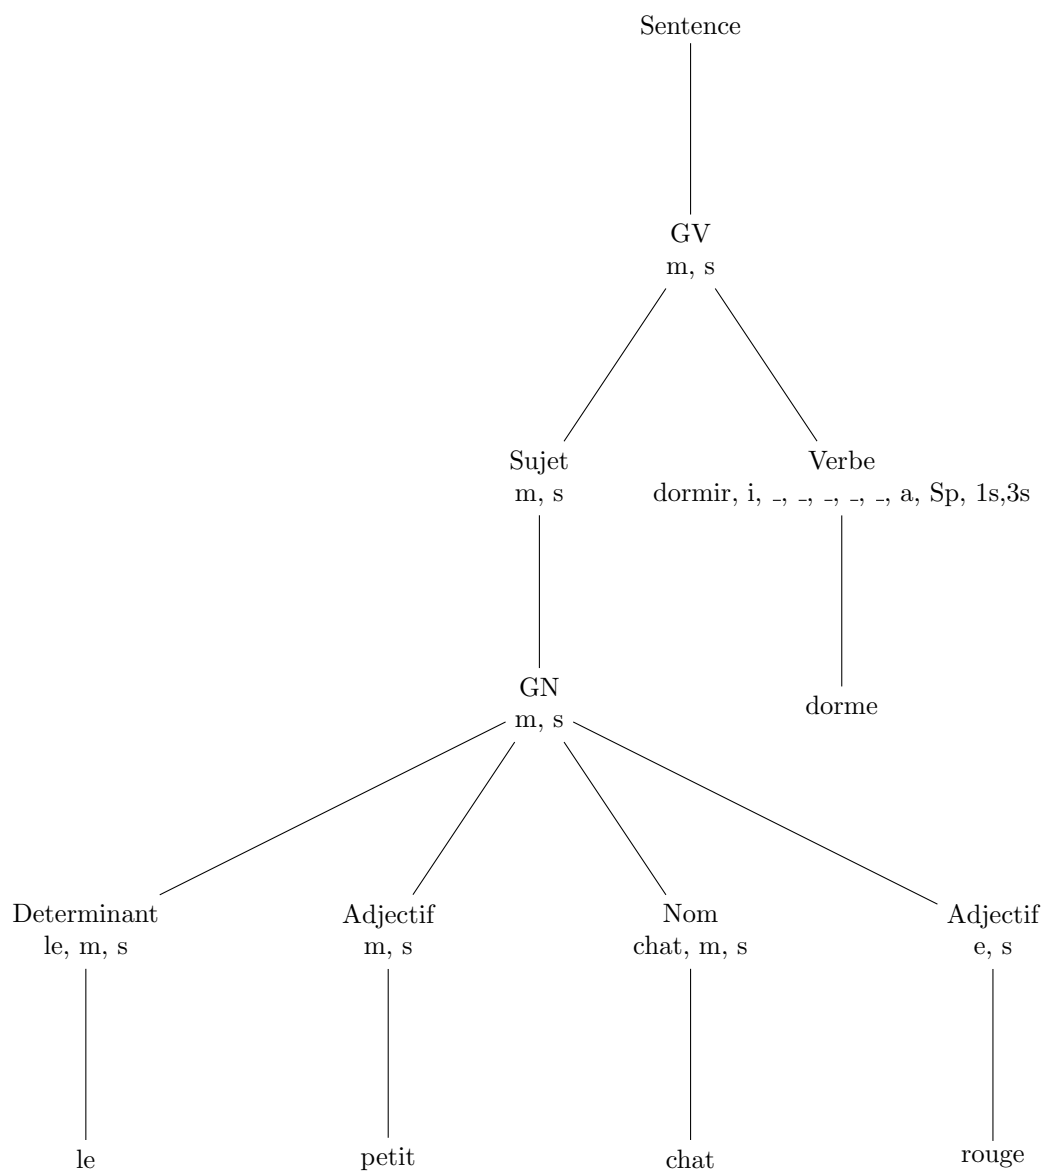 Sentence
GV
m, s
Sujet
m, s
Verbe
dormir, i, _, _, _, _, _, a, Sp, 1s,3s
GN
m, s
dorme
Determinant
le, m, s
Adjectif
m, s
Nom
chat, m, s
Adjectif
e, s
le
petit
chat
rouge